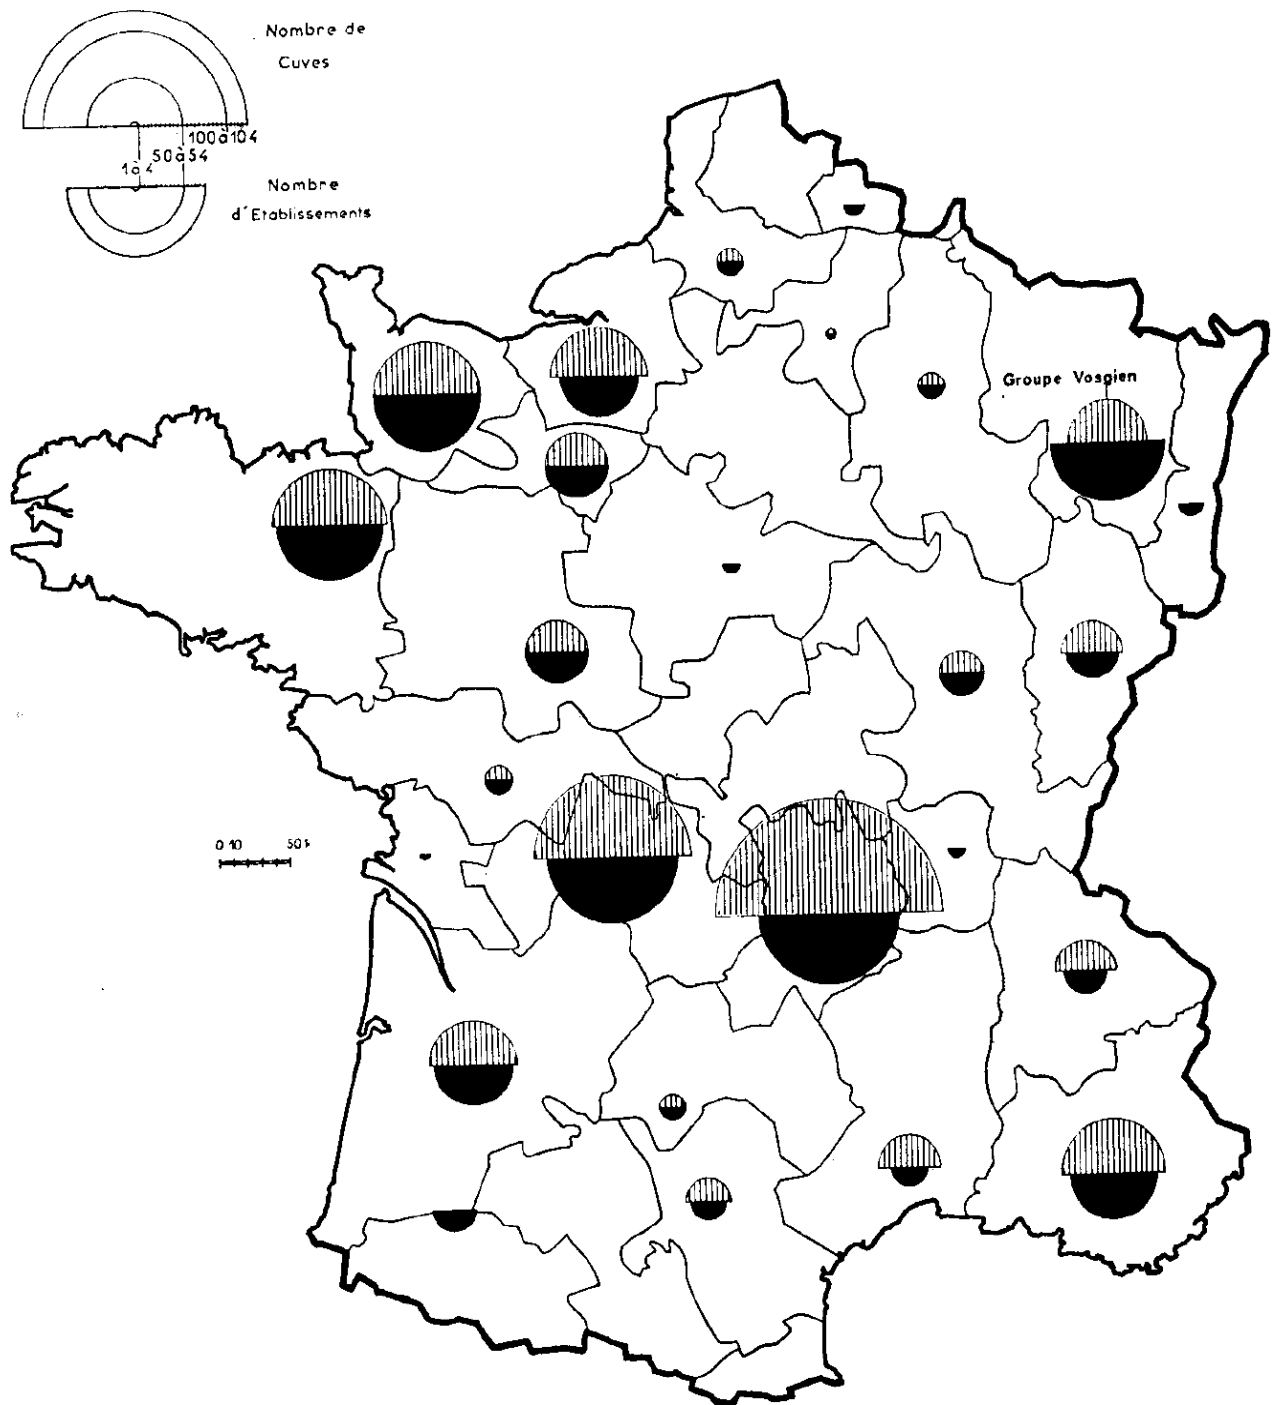 Nombre de
Cuves
100 à 104
50 à 54
1 à 4
Nombre
d'Etablissements
Groupe Vosgien
0 10 50